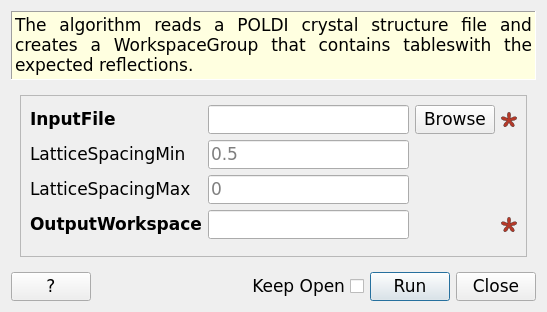 The algorithm reads a POLDI crystal structure file and
creates a WorkspaceGroup that contains tableswith the
expected reflections.
InputFile Browse *
LatticeSpacingMin 0.5
LatticeSpacingMax 0
OutputWorkspace *
? Keep Open Run Close